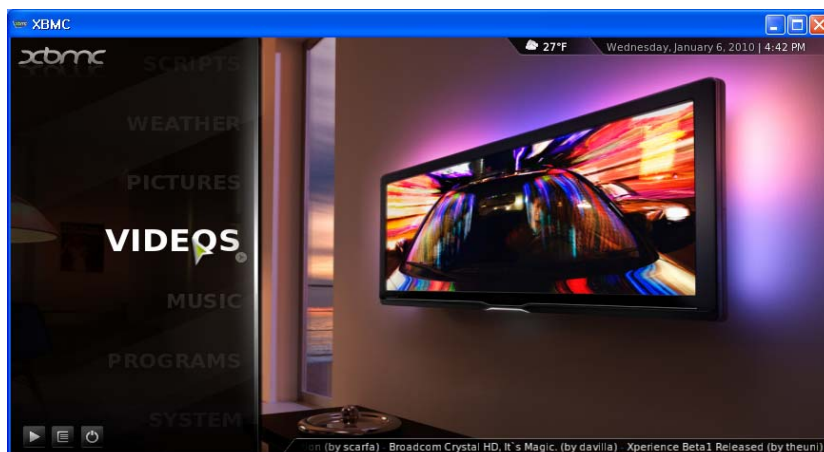 XBMC
xbmc
27°F
Wednesday, January 6, 2010 | 4:42 PM
SCRIPTS
WEATHER
PICTURES
VIDEOS
MUSIC
PROGRAMS
SYSTEM
(by scarfa) - Broadcom Crystal HD, It`s Magic. (by davilla) - Xperience Beta1 Released (by theuni)